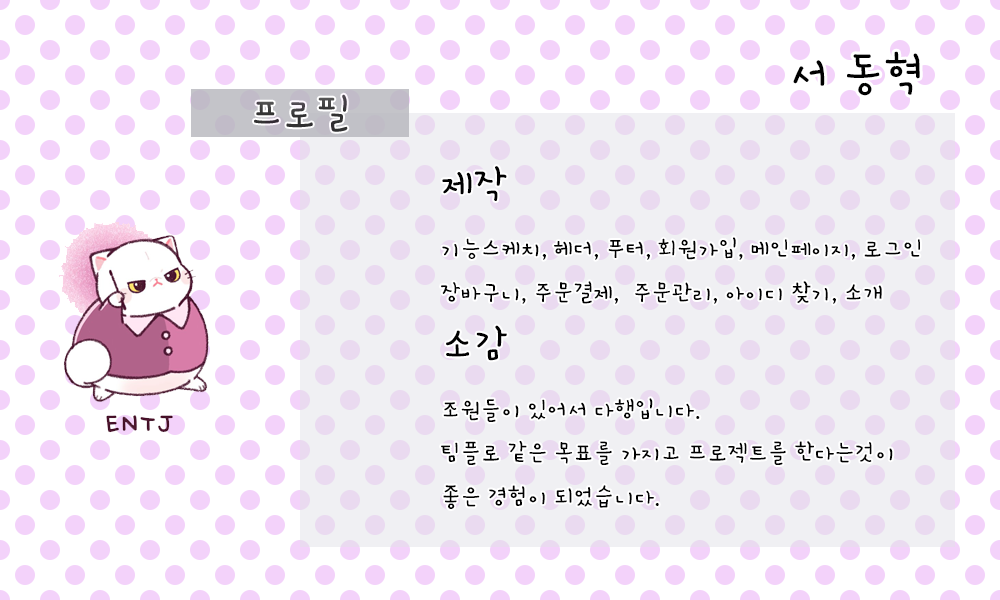 서 동혁
프로필
제작
기능스케치, 헤더, 푸터, 회원가입, 메인페이지, 로그인
장바구니, 주문결제, 주문관리, 아이디 찾기, 소개
소감
조원들이 있어서 다행입니다.
팀플로 같은 목표를 가지고 프로젝트를 한다는것이
좋은 경험이 되었습니다.
ENTJ